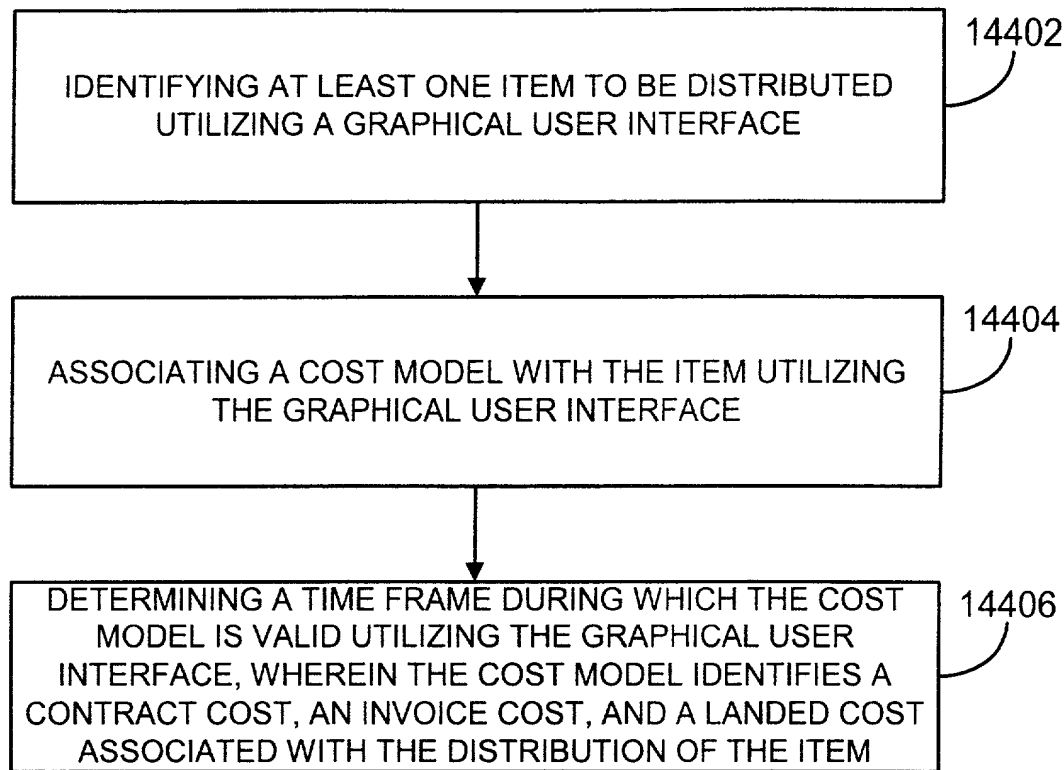 14402
IDENTIFYING AT LEAST ONE ITEM TO BE DISTRIBUTED
UTILIZING A GRAPHICAL USER INTERFACE
14404
ASSOCIATING A COST MODEL WITH THE ITEM UTILIZING
THE GRAPHICAL USER INTERFACE
14406
DETERMINING A TIME FRAME DURING WHICH THE COST
MODEL IS VALID UTILIZING THE GRAPHICAL USER
INTERFACE, WHEREIN THE COST MODEL IDENTIFIES A
CONTRACT COST, AN INVOICE COST, AND A LANDED COST
ASSOCIATED WITH THE DISTRIBUTION OF THE ITEM